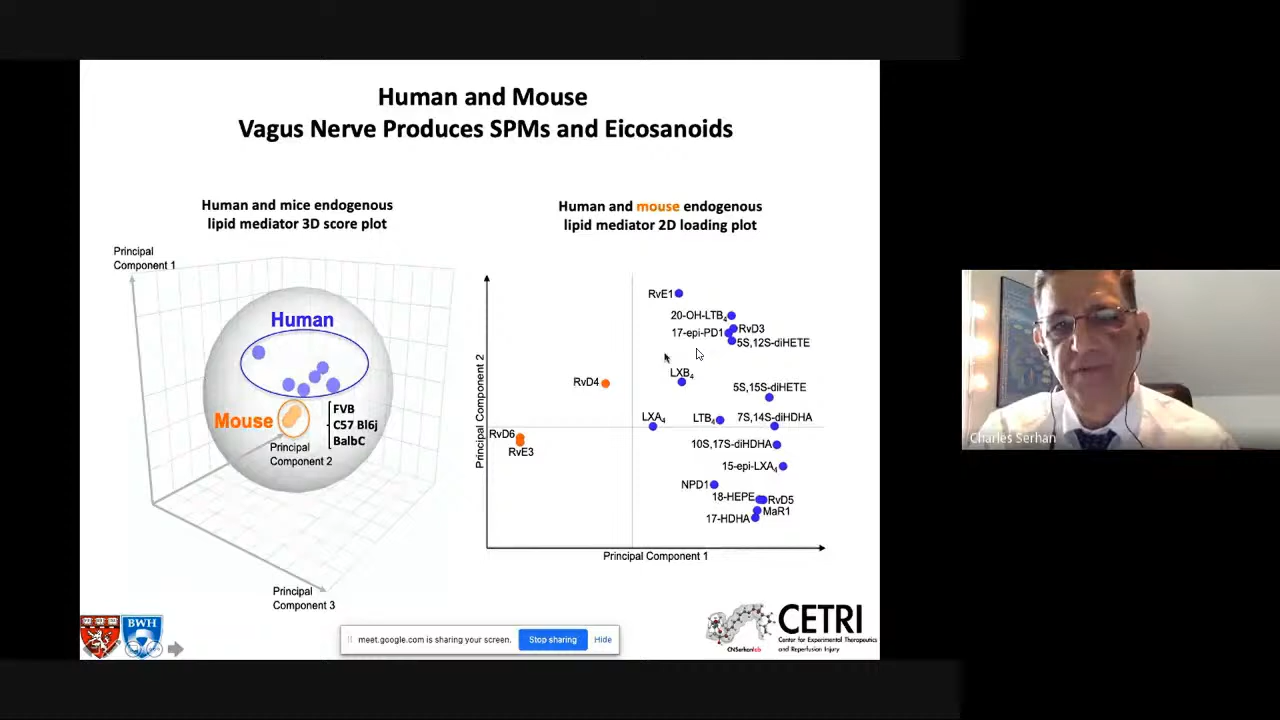 Human and Mouse
Vagus Nerve Produces SPMs and Eicosanoids
Human and mice endogenous
lipid mediator 3D score plot
Principal
Component 1
Human
Mouse
FVB
C57 Bl6j
BalbC
Principal
Component 2
Principal
Component 3
Human and mouse endogenous
lipid mediator 2D loading plot
Principal Component 2
RvE1
20-OH-LTB4
RvD3
17-epi-PD1
5S,12S-diHETE
LXB4
RvD4
5S,15S-diHETE
LXA4
LTB4
7S,14S-diHDHA
RvD6
RvE3
10S,17S-diHDHA
15-epi-LXA4
NPD1
18-HEPE
RvD5
MaR1
17-HDHA
Principal Component 1
BWH
meet.google.com is sharing your screen.
Stop sharing
Hide
CNSerhanlab
CETRI
Center for Experimental Therapeutics
and Reperfusion Injury
Charles Serhan